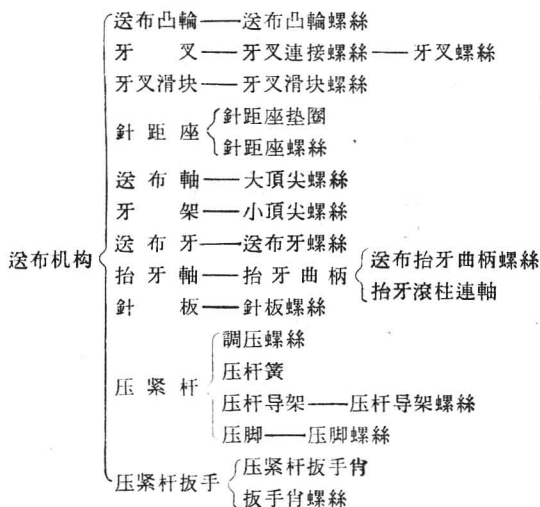 送布凸輪——送布凸輪螺絲
牙叉——牙叉連接螺絲——牙叉螺絲
牙叉滑块——牙叉滑块螺絲
針距座
針距座墊圈
針距座螺絲
送布軸——大頂尖螺絲
牙架——小頂尖螺絲
送布牙——送布牙螺絲
送布机构
抬牙軸——抬牙曲柄
送布抬牙曲柄螺絲
抬牙滾柱連軸
針板——針板螺絲
压紧杆
調压螺絲
压杆簧
压杆导架——压杆导架螺絲
压脚——压脚螺絲
压紧杆扳手
压紧杆扳手肖
扳手肖螺絲